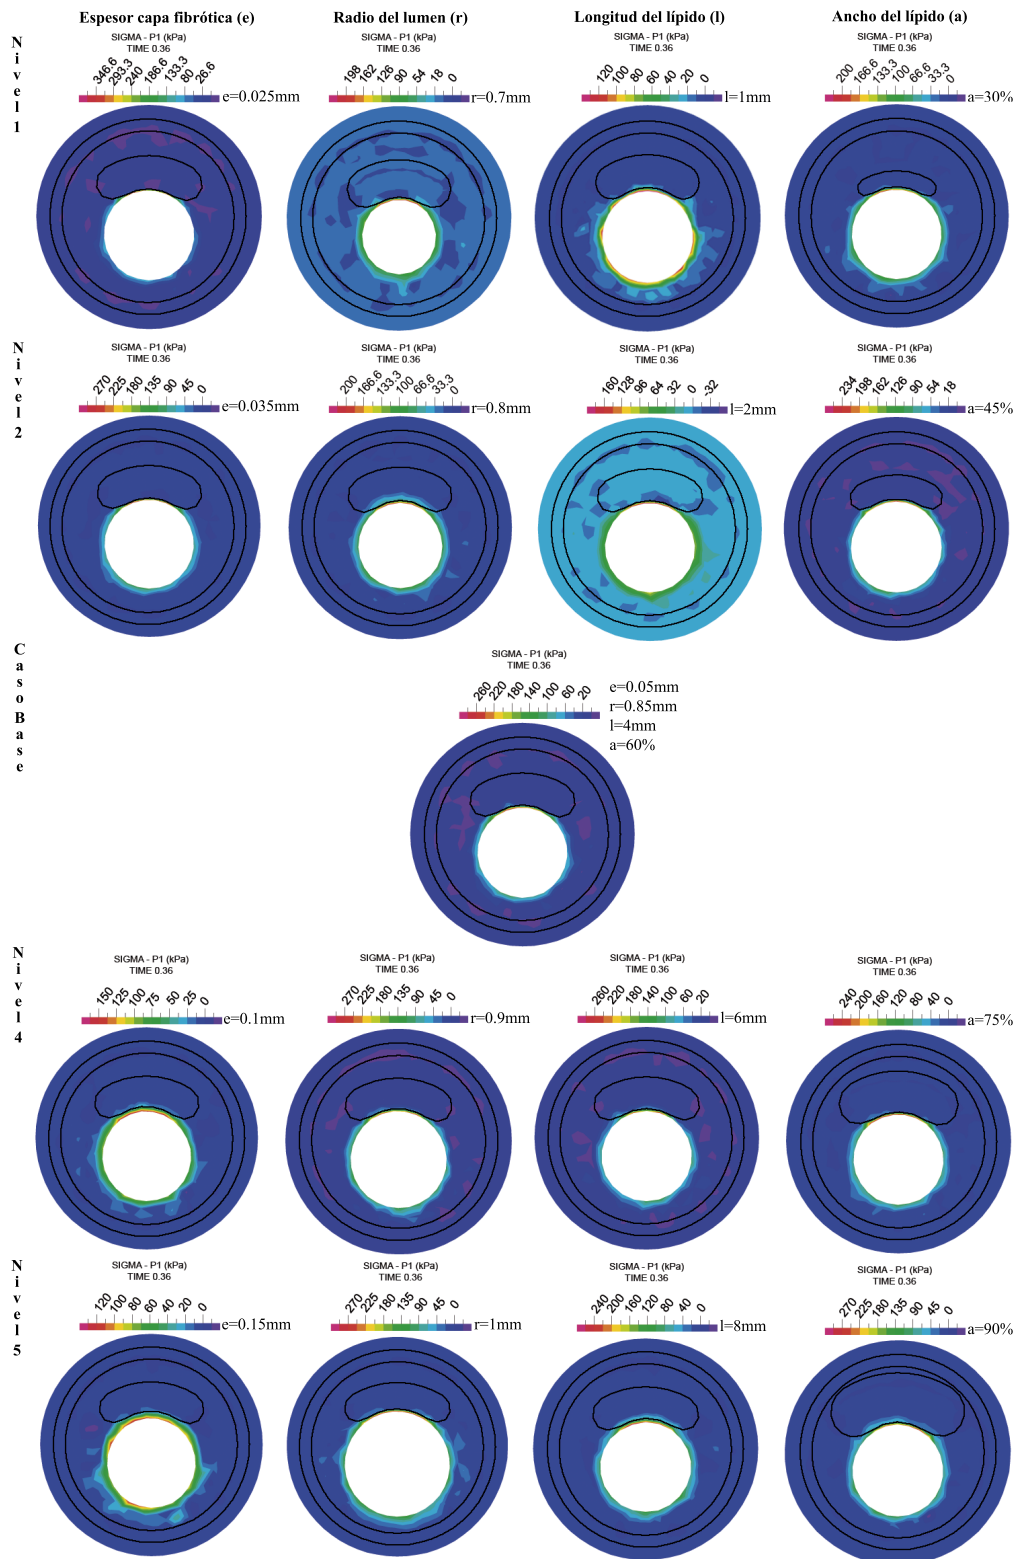 Espesor capa fibrótica (e) Radio del lumen (r) Longitud del lípido (l) Ancho del lípido (a)
Nivel 1
SIGMA - P1 (kPa)
TIME 0.36
346.6 293.3 240 186.6 133.3 80 26.6
e=0.025mm
SIGMA - P1 (kPa)
TIME 0.36
198 162 126 90 54 18 0
r=0.7mm
SIGMA - P1 (kPa)
TIME 0.36
120 100 80 60 40 20 0
l=1mm
SIGMA - P1 (kPa)
TIME 0.36
200 166.6 133.3 100 66.6 33.3 0
a=30%
Nivel 2
SIGMA - P1 (kPa)
TIME 0.36
270 225 180 135 90 45 0
e=0.035mm
SIGMA - P1 (kPa)
TIME 0.36
200 166.6 133.3 100 66.6 33.3 0
r=0.8mm
SIGMA - P1 (kPa)
TIME 0.36
160 128 96 64 32 0 -32
l=2mm
SIGMA - P1 (kPa)
TIME 0.36
234 198 162 126 90 54 18
a=45%
Caso Base
SIGMA - P1 (kPa)
TIME 0.36
260 220 180 140 100 60 20
e=0.05mm
r=0.85mm
l=4mm
a=60%
Nivel 4
SIGMA - P1 (kPa)
TIME 0.36
150 125 100 75 50 25 0
e=0.1mm
SIGMA - P1 (kPa)
TIME 0.36
270 225 180 135 90 45 0
r=0.9mm
SIGMA - P1 (kPa)
TIME 0.36
260 220 180 140 100 60 20
l=6mm
SIGMA - P1 (kPa)
TIME 0.36
240 200 160 120 80 40 0
a=75%
Nivel 5
SIGMA - P1 (kPa)
TIME 0.36
120 100 80 60 40 20 0
e=0.15mm
SIGMA - P1 (kPa)
TIME 0.36
270 225 180 135 90 45 0
r=1mm
SIGMA - P1 (kPa)
TIME 0.36
240 200 160 120 80 40 0
l=8mm
SIGMA - P1 (kPa)
TIME 0.36
270 225 180 135 90 45 0
a=90%